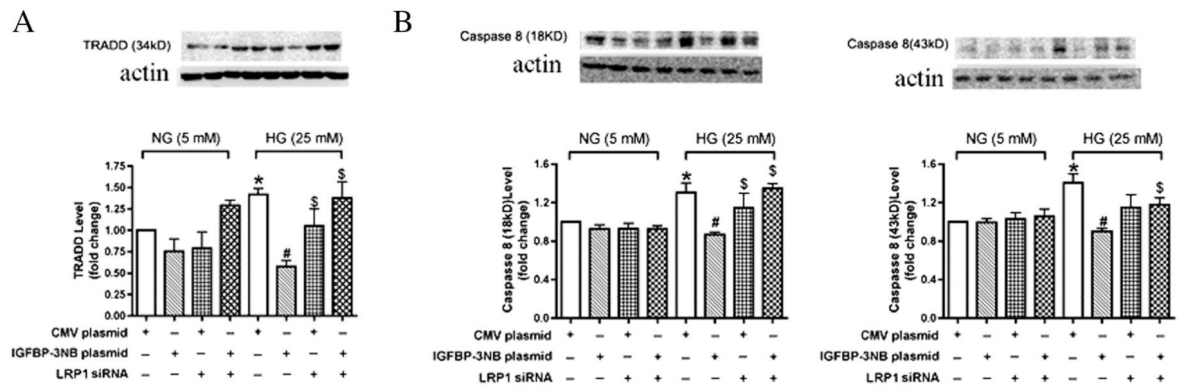 A
TRADD (34kD)
actin
NG (5 mM) HG (25 mM)
TRADD Level
(fold change)
1.75
1.50
1.25
1.00
0.75
0.50
0.25
0.00
* # $ $
CMV plasmid + – + – + – + –
IGFBP-3NB plasmid – + – + – + – +
LRP1 siRNA – – + + – – + +
B
Caspase 8 (18KD)
actin
NG (5 mM) HG (25 mM)
Caspasse 8 (18kD)Level
(fold change)
1.6
1.2
0.8
0.4
0.0
* # $ $
CMV plasmid + – + – + – + –
IGFBP-3NB plasmid – + – + – + – +
LRP1 siRNA – – + + – – + +
Caspase 8(43kD)
actin
NG (5 mM) HG (25 mM)
Caspasse 8 (43kD)Level
(fold change)
1.6
1.2
0.8
0.4
0.0
* # $
CMV plasmid + – + – + – + –
IGFBP-3NB plasmid – + – + – + – +
LRP1 siRNA – – + + – – + +